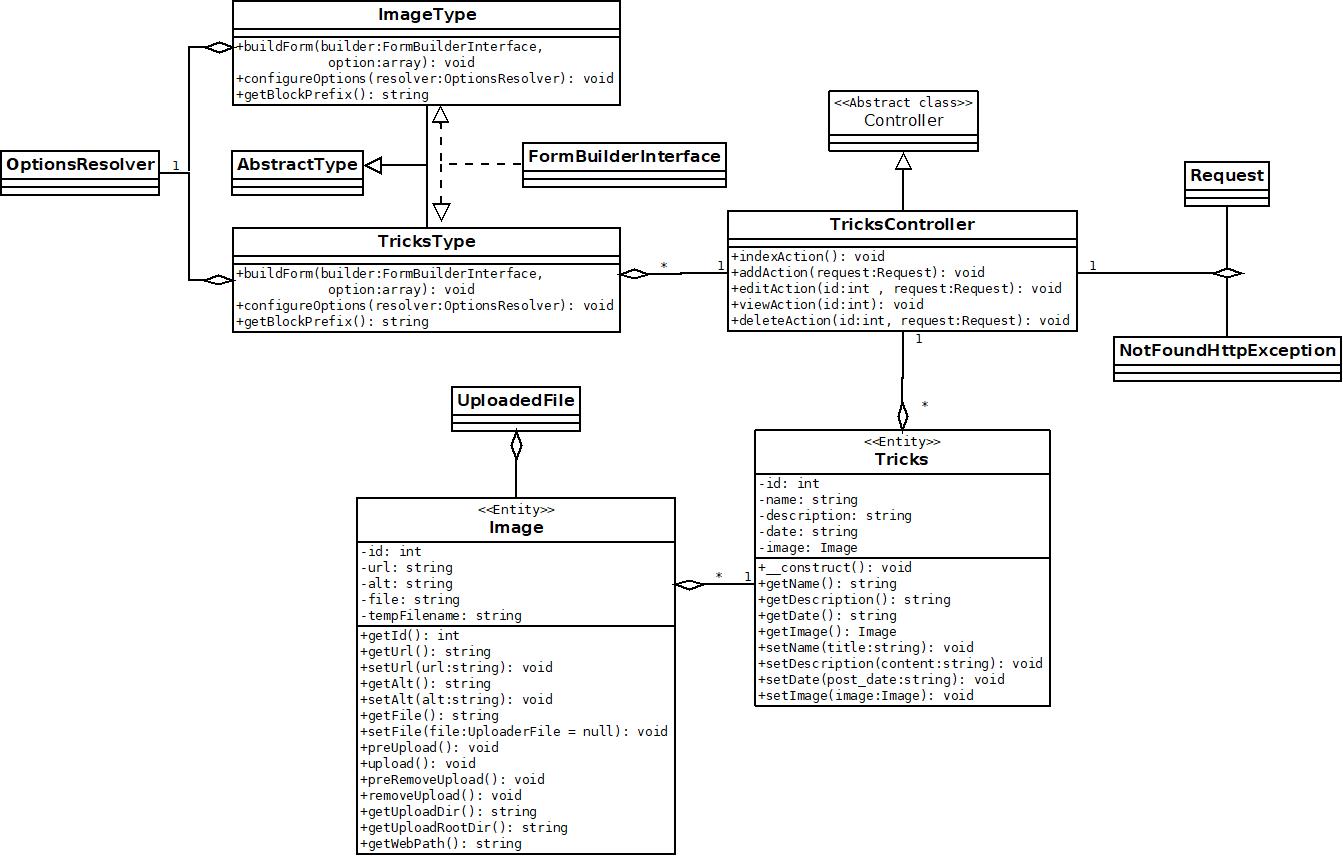 ImageType
+buildForm(builder:FormBuilderInterface,
option:array): void
+configureOptions(resolver:OptionsResolver): void
+getBlockPrefix(): string
OptionsResolver
1
AbstractType
FormBuilderInterface
<<Abstract class>>
Controller
Request
TricksType
+buildForm(builder:FormBuilderInterface,
option:array): void
+configureOptions(resolver:OptionsResolver): void
+getBlockPrefix(): string
*
1
TricksController
+indexAction(): void
+addAction(request:Request): void
+editAction(id:int , request:Request): void
+viewAction(id:int): void
+deleteAction(id:int, request:Request): void
1
1
*
NotFoundHttpException
UploadedFile
<<Entity>>
Tricks
-id: int
-name: string
-description: string
-date: string
-image: Image
+__construct(): void
+getName(): string
+getDescription(): string
+getDate(): string
+getImage(): Image
+setName(title:string): void
+setDescription(content:string): void
+setDate(post_date:string): void
+setImage(image:Image): void
*
1
<<Entity>>
Image
-id: int
-url: string
-alt: string
-file: string
-tempFilename: string
+getId(): int
+getUrl(): string
+setUrl(url:string): void
+getAlt(): string
+setAlt(alt:string): void
+getFile(): string
+setFile(file:UploaderFile = null): void
+preUpload(): void
+upload(): void
+preRemoveUpload(): void
+removeUpload(): void
+getUploadDir(): string
+getUploadRootDir(): string
+getWebPath(): string